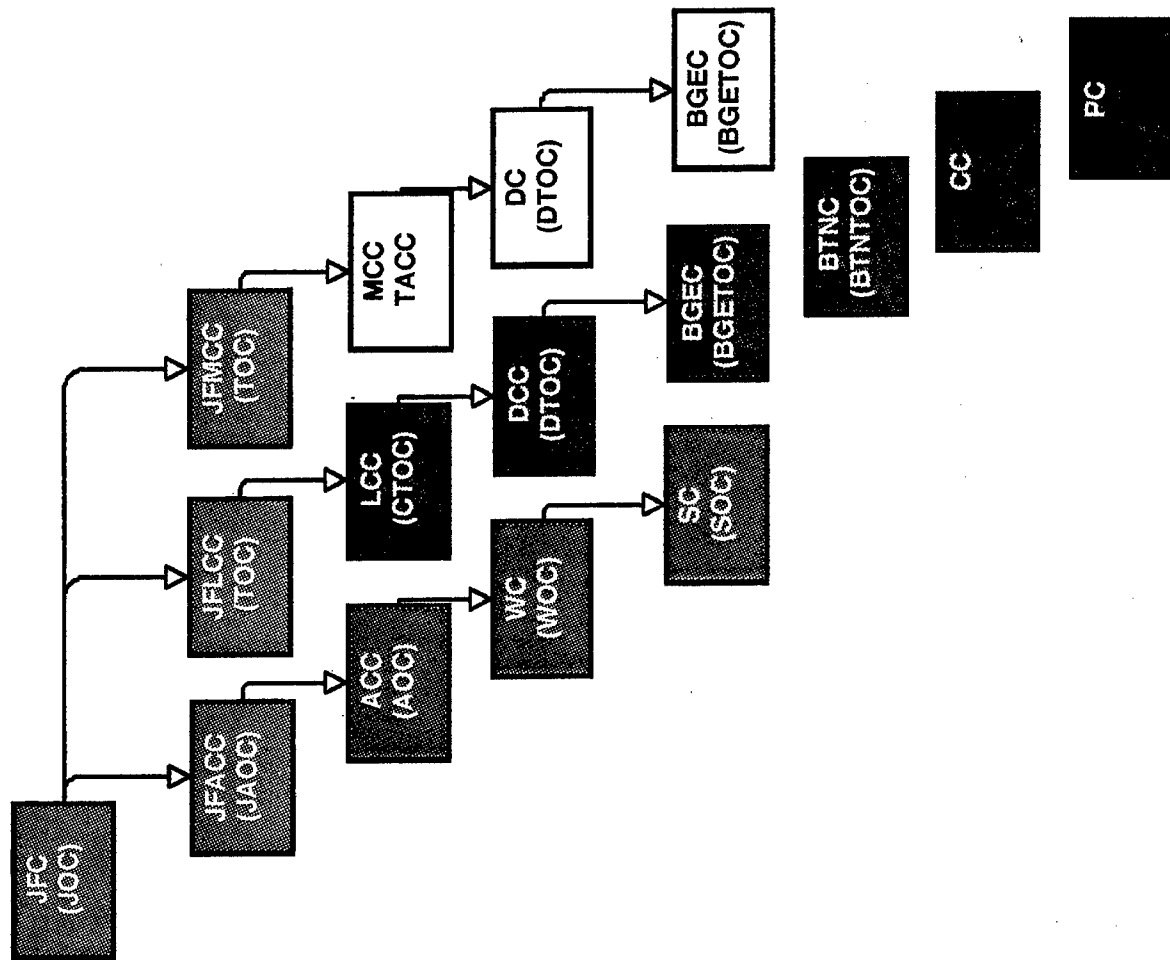 JFC
(JOC)
JFACC
(JAOC)
JFLCC
(TOC)
JFMCC
(TOC)
ACC
(AOC)
LCC
(CTOC)
MCC
TACC
WC
(WOC)
DCC
(DTOC)
DC
(DTOC)
SC
(SOC)
BGEC
(BGETOC)
BGEC
(BGETOC)
BTNC
(BTNTOC)
CC
PC